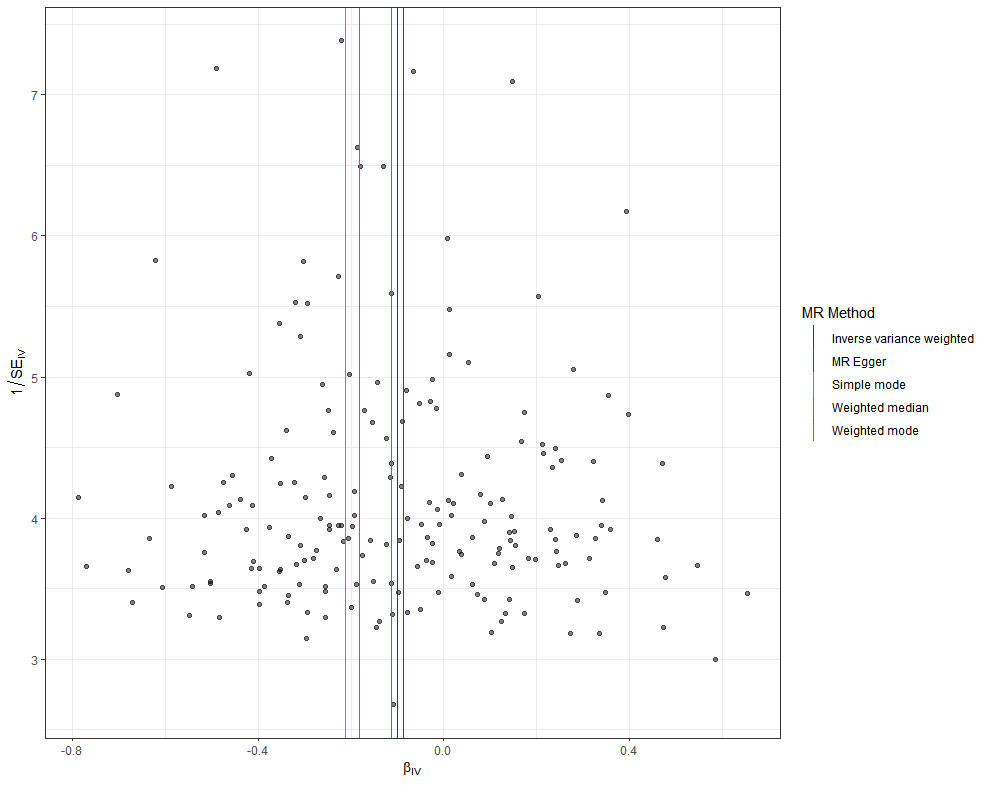 7
6
5
4
3
1/SE_IV
-0.8 -0.4 0.0 0.4
β_IV
MR Method
Inverse variance weighted
MR Egger
Simple mode
Weighted median
Weighted mode